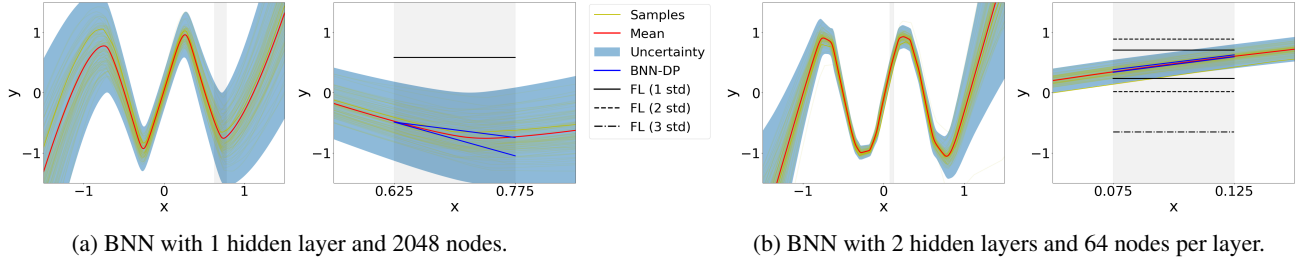 y
1
0
−1
−1
0
1
x
y
1
0
−1
0.625
0.775
x
Samples
Mean
Uncertainty
BNN-DP
FL (1 std)
FL (2 std)
FL (3 std)
y
1
0
−1
−1
0
1
x
y
1
0
−1
0.075
0.125
x
(a) BNN with 1 hidden layer and 2048 nodes.
(b) BNN with 2 hidden layers and 64 nodes per layer.